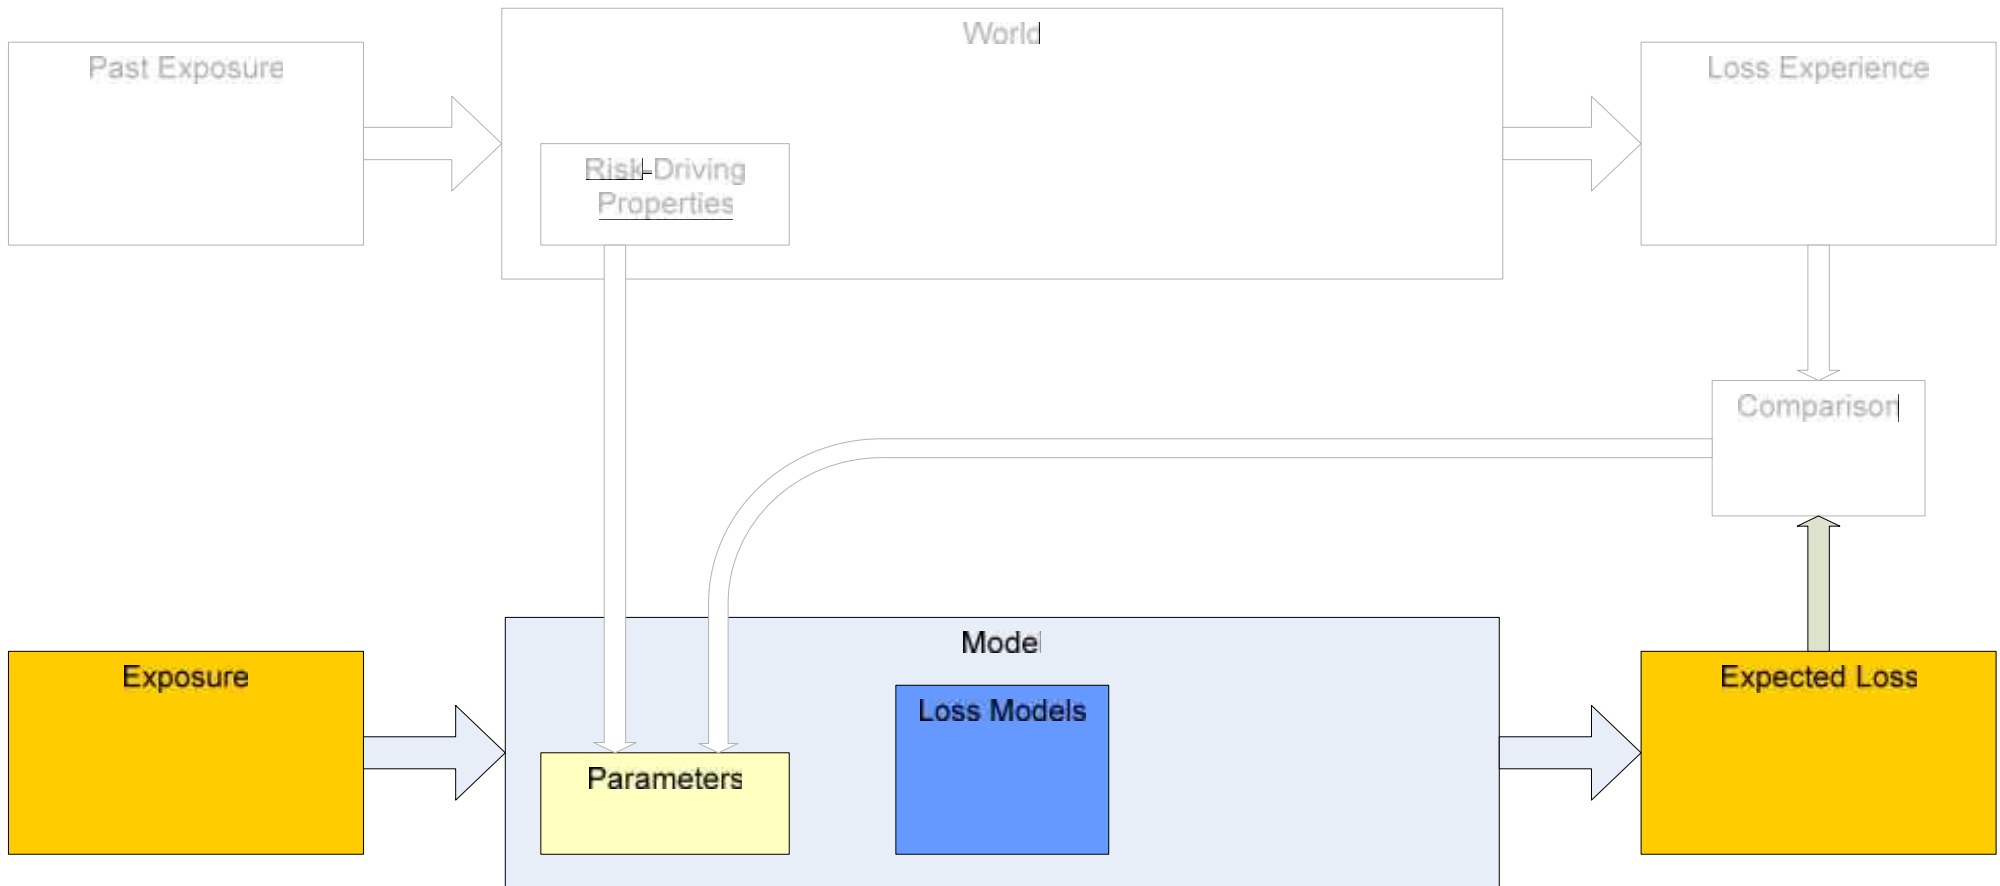 World
Past Exposure
Loss Experience
Risk-Driving
Properties
Comparison
Model
Exposure
Expected Loss
Loss Models
Parameters